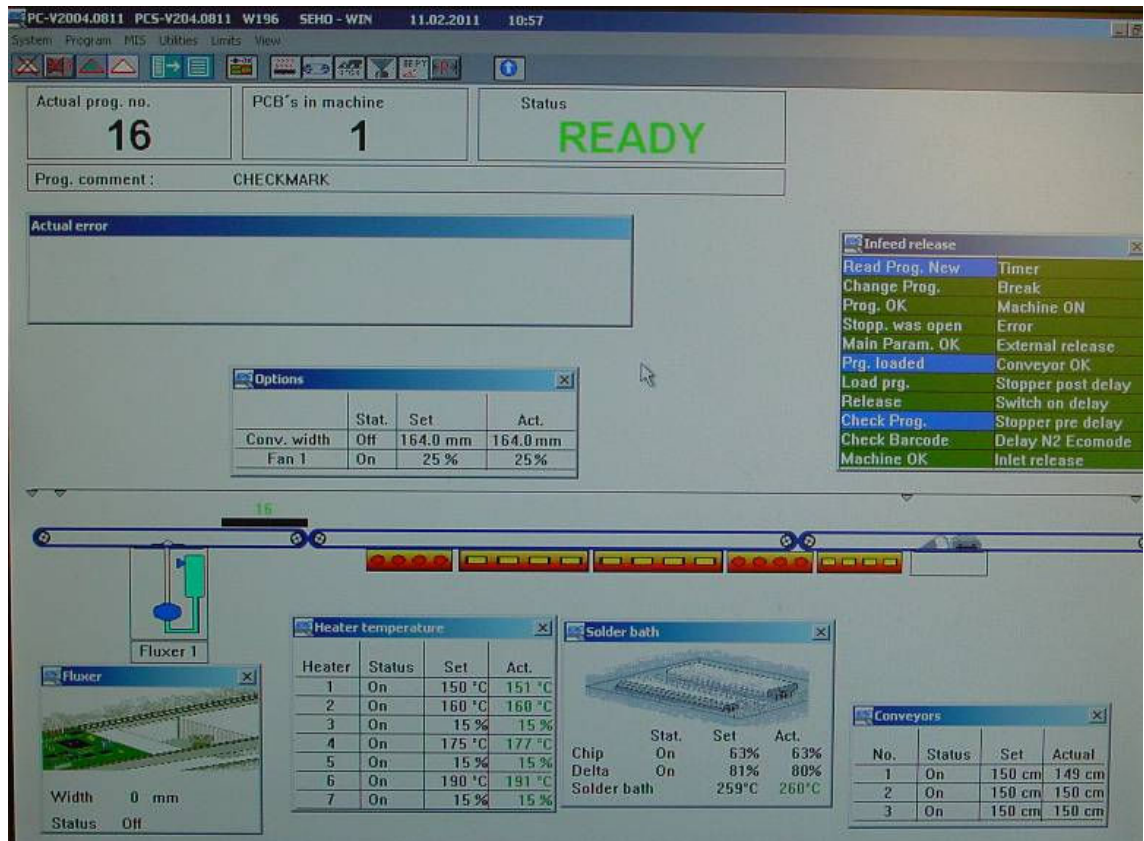 PC-V2004.0811 PCS-V204.0811 W196 SEHO - WIN 11.02.2011 10:57
System Program MIS Utilities Limits View
Actual prog. no. PCB´s in machine Status
16 1 READY
Prog. comment : CHECKMARK
Actual error
Infeed release
Read Prog. New Timer
Change Prog. Break
Prog. OK Machine ON
Stopp. was open Error
Main Param. OK External release
Prg. loaded Conveyor OK
Load prg. Stopper post delay
Release Switch on delay
Check Prog. Stopper pre delay
Check Barcode Delay N2 Ecomode
Machine OK Inlet release
Options
Stat. Set Act.
Conv. width Off 164.0 mm 164.0 mm
Fan 1 On 25 % 25%
16
Fluxer 1
Fluxer
Width 0 mm
Status Off
Heater temperature
Heater Status Set Act.
1 On 150 °C 151 °C
2 On 160 °C 160 °C
3 On 15 % 15 %
4 On 175 °C 177 °C
5 On 15 % 15 %
6 On 190 °C 191 °C
7 On 15 % 15 %
Solder bath
Stat. Set Act.
Chip On 63% 63%
Delta On 81% 80%
Solder bath 259°C 260°C
Conveyors
No. Status Set Actual
1 On 150 cm 149 cm
2 On 150 cm 150 cm
3 On 150 cm 150 cm